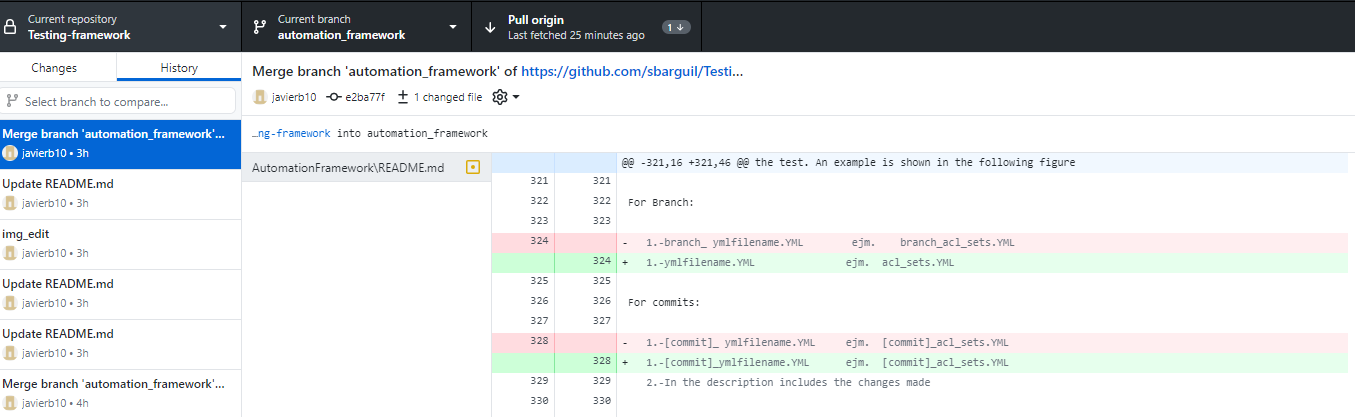 Current repository
Testing-framework
Current branch
automation_framework
Pull origin
Last fetched 25 minutes ago
1
Changes
History
Select branch to compare...
Merge branch 'automation_framework'...
javierb10 • 3h
Update README.md
javierb10 • 3h
img_edit
javierb10 • 3h
Update README.md
javierb10 • 3h
Update README.md
javierb10 • 3h
Merge branch 'automation_framework'...
javierb10 • 4h
Merge branch 'automation_framework' of https://github.com/sbarguil/Testi...
javierb10 e2ba77f 1 changed file
…ng-framework into automation_framework
AutomationFramework\README.md
@@ -321,16 +321,46 @@ the test. An example is shown in the following figure
321 321
322 322 For Branch:
323 323
324 - 1.-branch_ ymlfilename.YML ejm. branch_acl_sets.YML
324 + 1.-ymlfilename.YML ejm. acl_sets.YML
325 325
326 326 For commits:
327 327
328 - 1.-[commit]_ ymlfilename.YML ejm. [commit]_acl_sets.YML
328 + 1.-[commit]_ymlfilename.YML ejm. [commit]_acl_sets.YML
329 329 2.-In the description includes the changes made
330 330